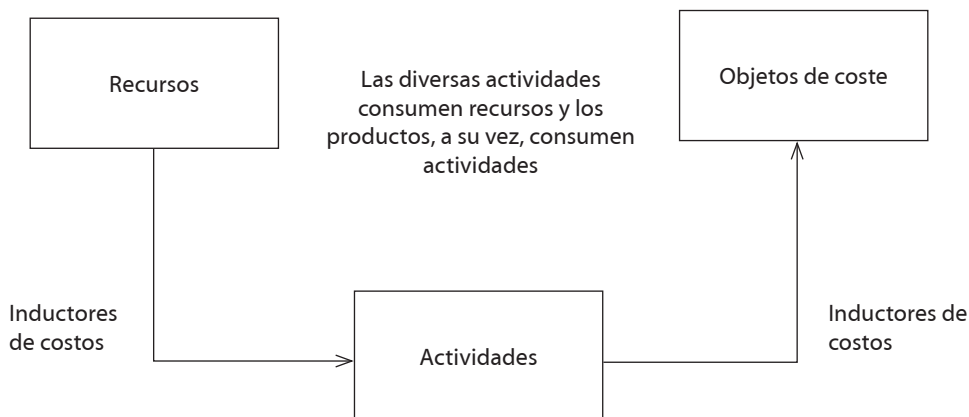 Recursos
Las diversas actividades
consumen recursos y los
productos, a su vez, consumen
actividades
Objetos de coste
Inductores
de costos
Actividades
Inductores de
costos